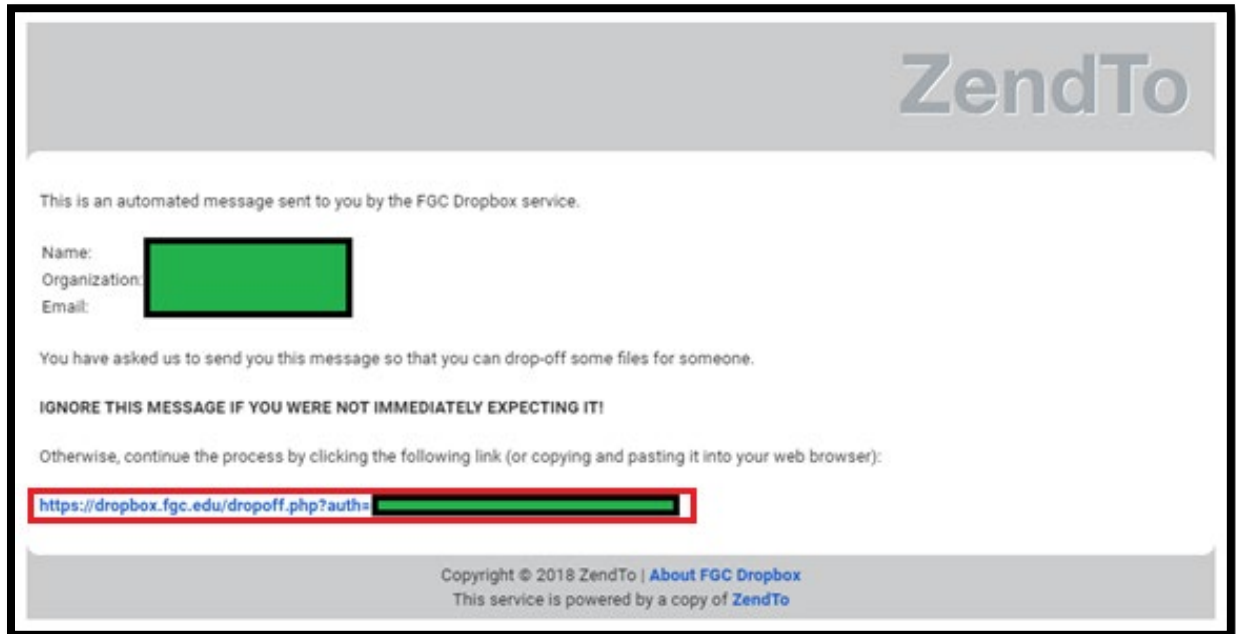 ZendTo
This is an automated message sent to you by the FGC Dropbox service.
Name:
Organization:
Email:
You have asked us to send you this message so that you can drop-off some files for someone.
IGNORE THIS MESSAGE IF YOU WERE NOT IMMEDIATELY EXPECTING IT!
Otherwise, continue the process by clicking the following link (or copying and pasting it into your web browser):
https://dropbox.fgc.edu/dropoff.php?auth=
Copyright © 2018 ZendTo | About FGC Dropbox
This service is powered by a copy of ZendTo